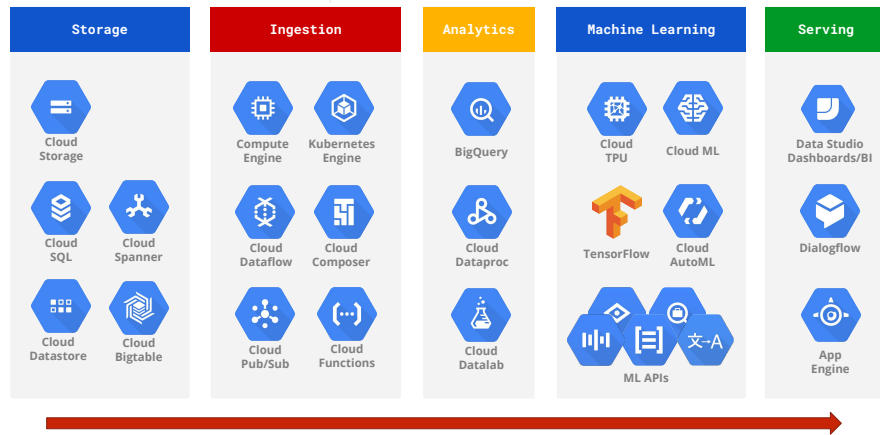 Storage
Ingestion
Analytics
Machine Learning
Serving
Cloud
Storage
Cloud
SQL
Cloud
Spanner
Cloud
Datastore
Cloud
Bigtable
Compute
Engine
Kubernetes
Engine
Cloud
Dataflow
Cloud
Composer
Cloud
Pub/Sub
Cloud
Functions
BigQuery
Cloud
Dataproc
Cloud
Datalab
Cloud
TPU
Cloud ML
TensorFlow
Cloud
AutoML
文→A
ML APIs
Data Studio
Dashboards/BI
Dialogflow
App
Engine